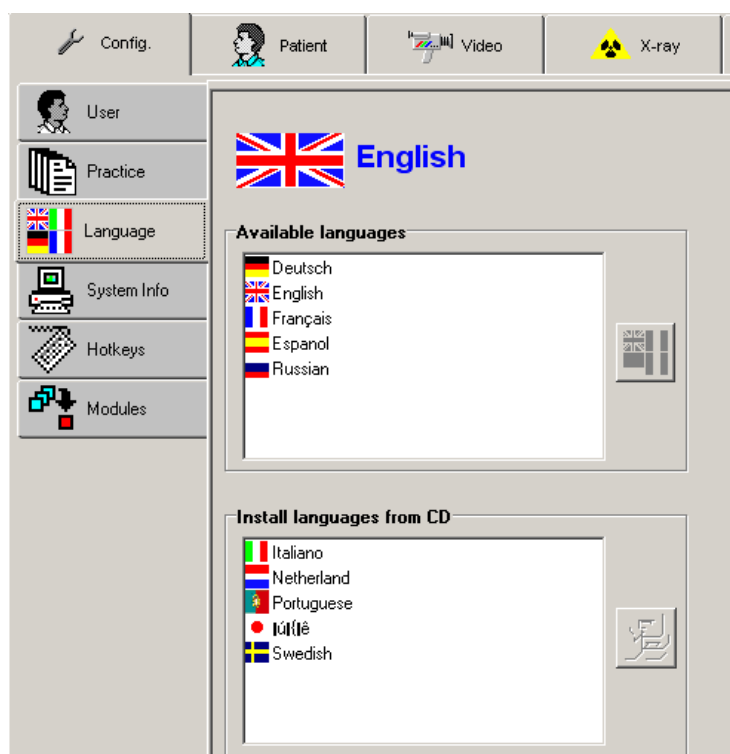 Config.
Patient
Video
X-ray
User
Practice
Language
System Info
Hotkeys
Modules
English
Available languages
Deutsch
English
Français
Espanol
Russian
Install languages from CD
Italiano
Netherland
Portuguese
Swedish